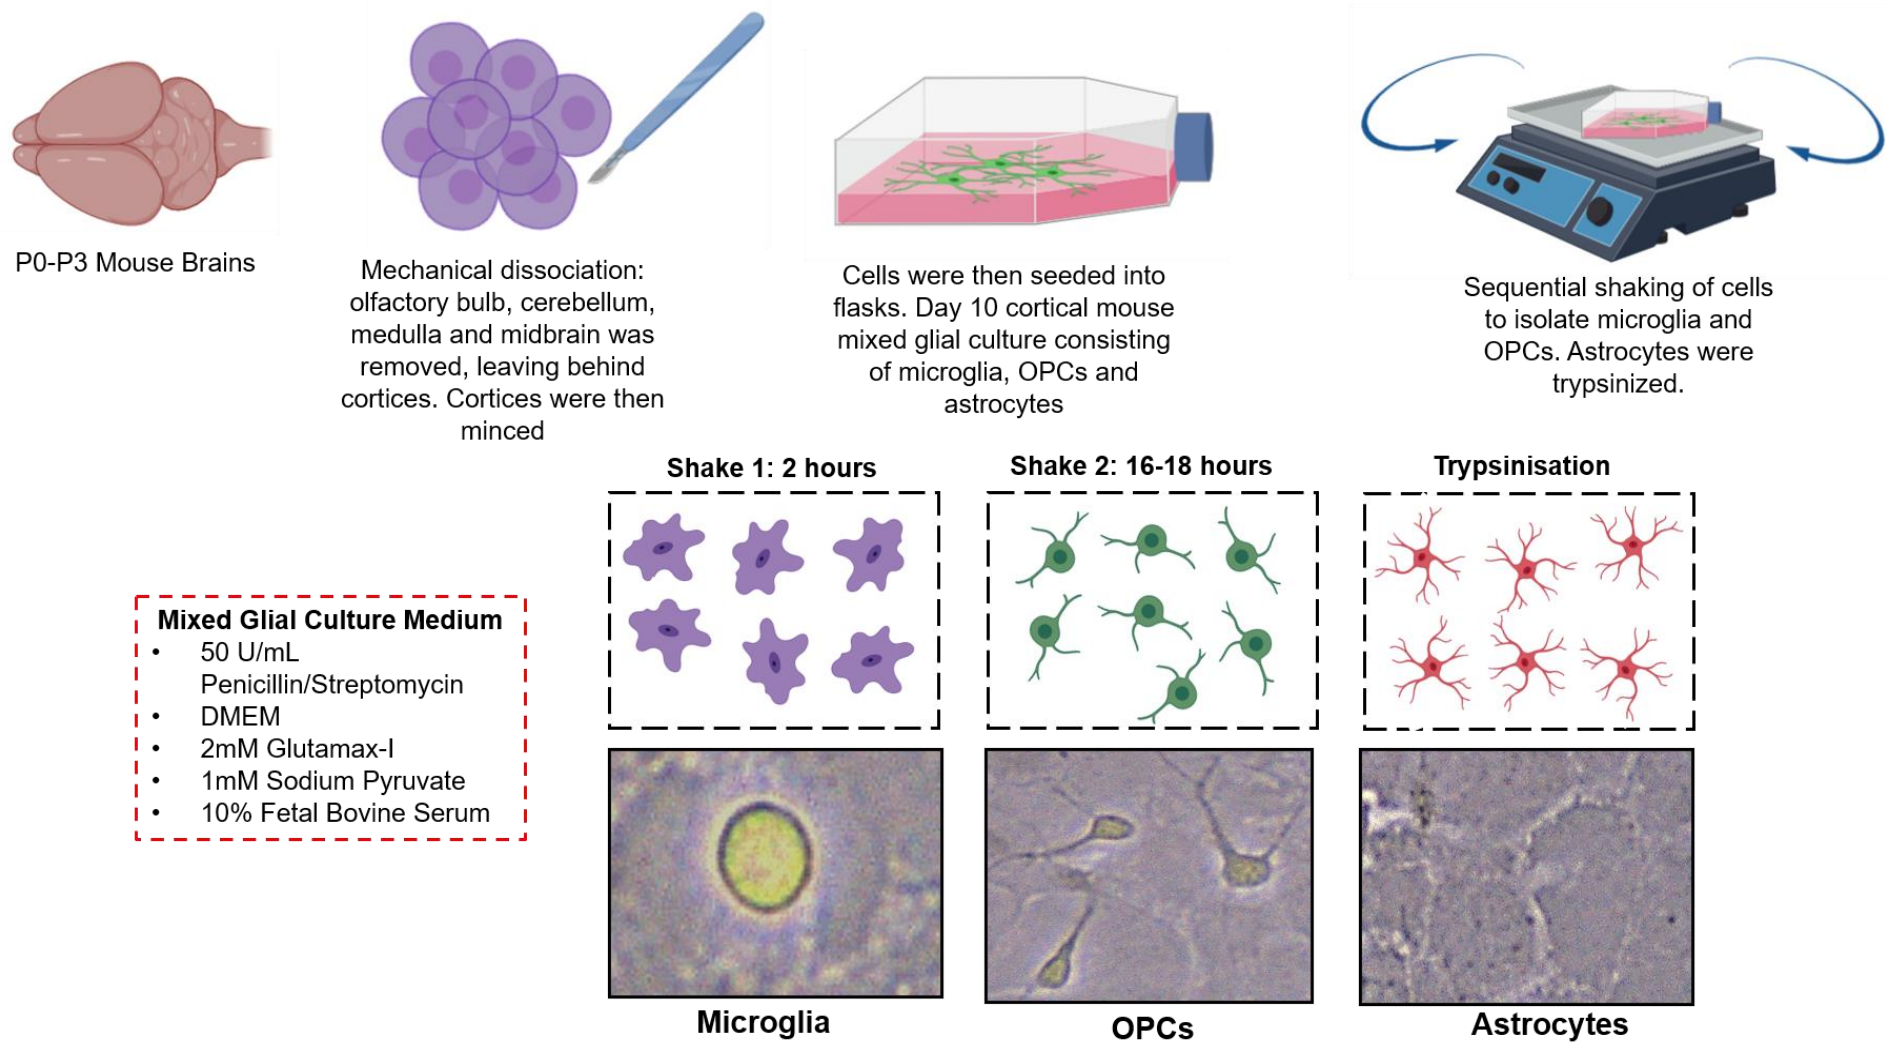 P0-P3 Mouse Brains
Mechanical dissociation:
olfactory bulb, cerebellum,
medulla and midbrain was
removed, leaving behind
cortices. Cortices were then
minced
Cells were then seeded into
flasks. Day 10 cortical mouse
mixed glial culture consisting
of microglia, OPCs and
astrocytes
Sequential shaking of cells
to isolate microglia and
OPCs. Astrocytes were
trypsinized.
Shake 1: 2 hours
Shake 2: 16-18 hours
Trypsinisation
Mixed Glial Culture Medium
• 50 U/mL
Penicillin/Streptomycin
• DMEM
• 2mM Glutamax-I
• 1mM Sodium Pyruvate
• 10% Fetal Bovine Serum
Microglia
OPCs
Astrocytes